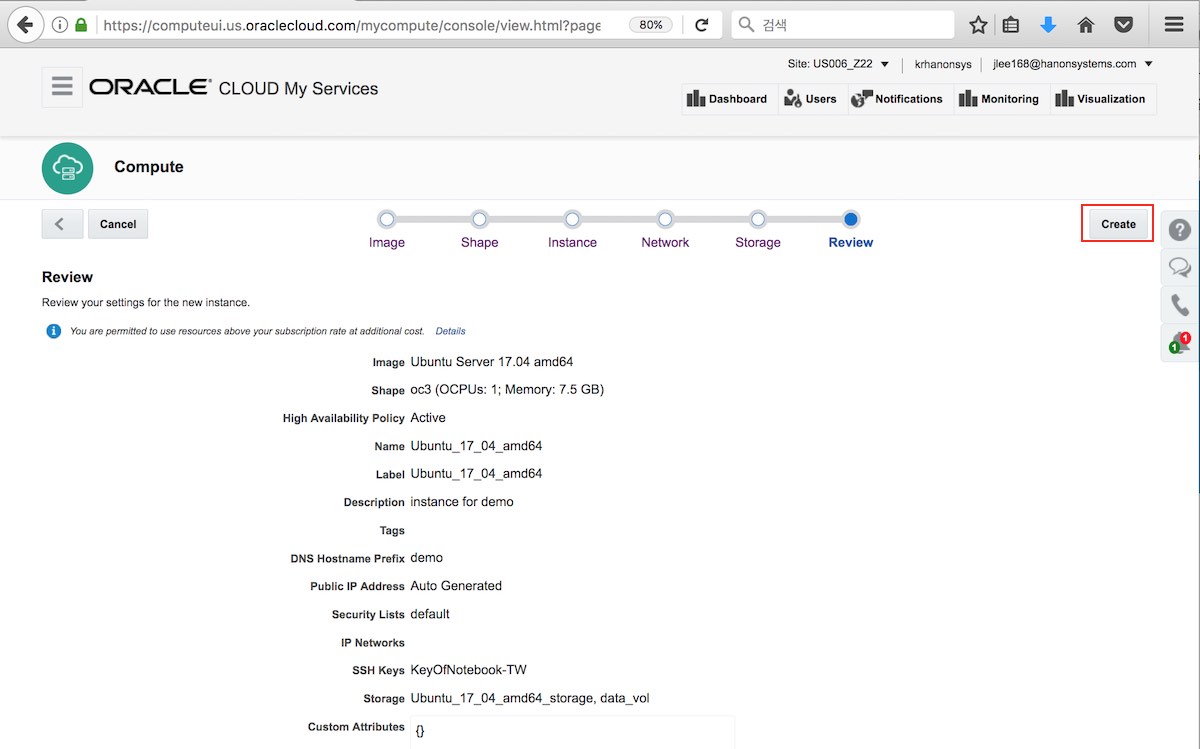 https://computeui.us.oraclecloud.com/mycompute/console/view.html?page
80%
검색
Site: US006_Z22
krhanonsys
jlee168@hanonsystems.com
ORACLE CLOUD My Services
Dashboard
Users
Notifications
Monitoring
Visualization
Compute
Cancel
Image
Shape
Instance
Network
Storage
Review
Create
Review
Review your settings for the new instance.
You are permitted to use resources above your subscription rate at additional cost. Details
1
1
Image Ubuntu Server 17.04 amd64
Shape oc3 (OCPUs: 1; Memory: 7.5 GB)
High Availability Policy Active
Name Ubuntu_17_04_amd64
Label Ubuntu_17_04_amd64
Description instance for demo
Tags
DNS Hostname Prefix demo
Public IP Address Auto Generated
Security Lists default
IP Networks
SSH Keys KeyOfNotebook-TW
Storage Ubuntu_17_04_amd64_storage, data_vol
Custom Attributes {}